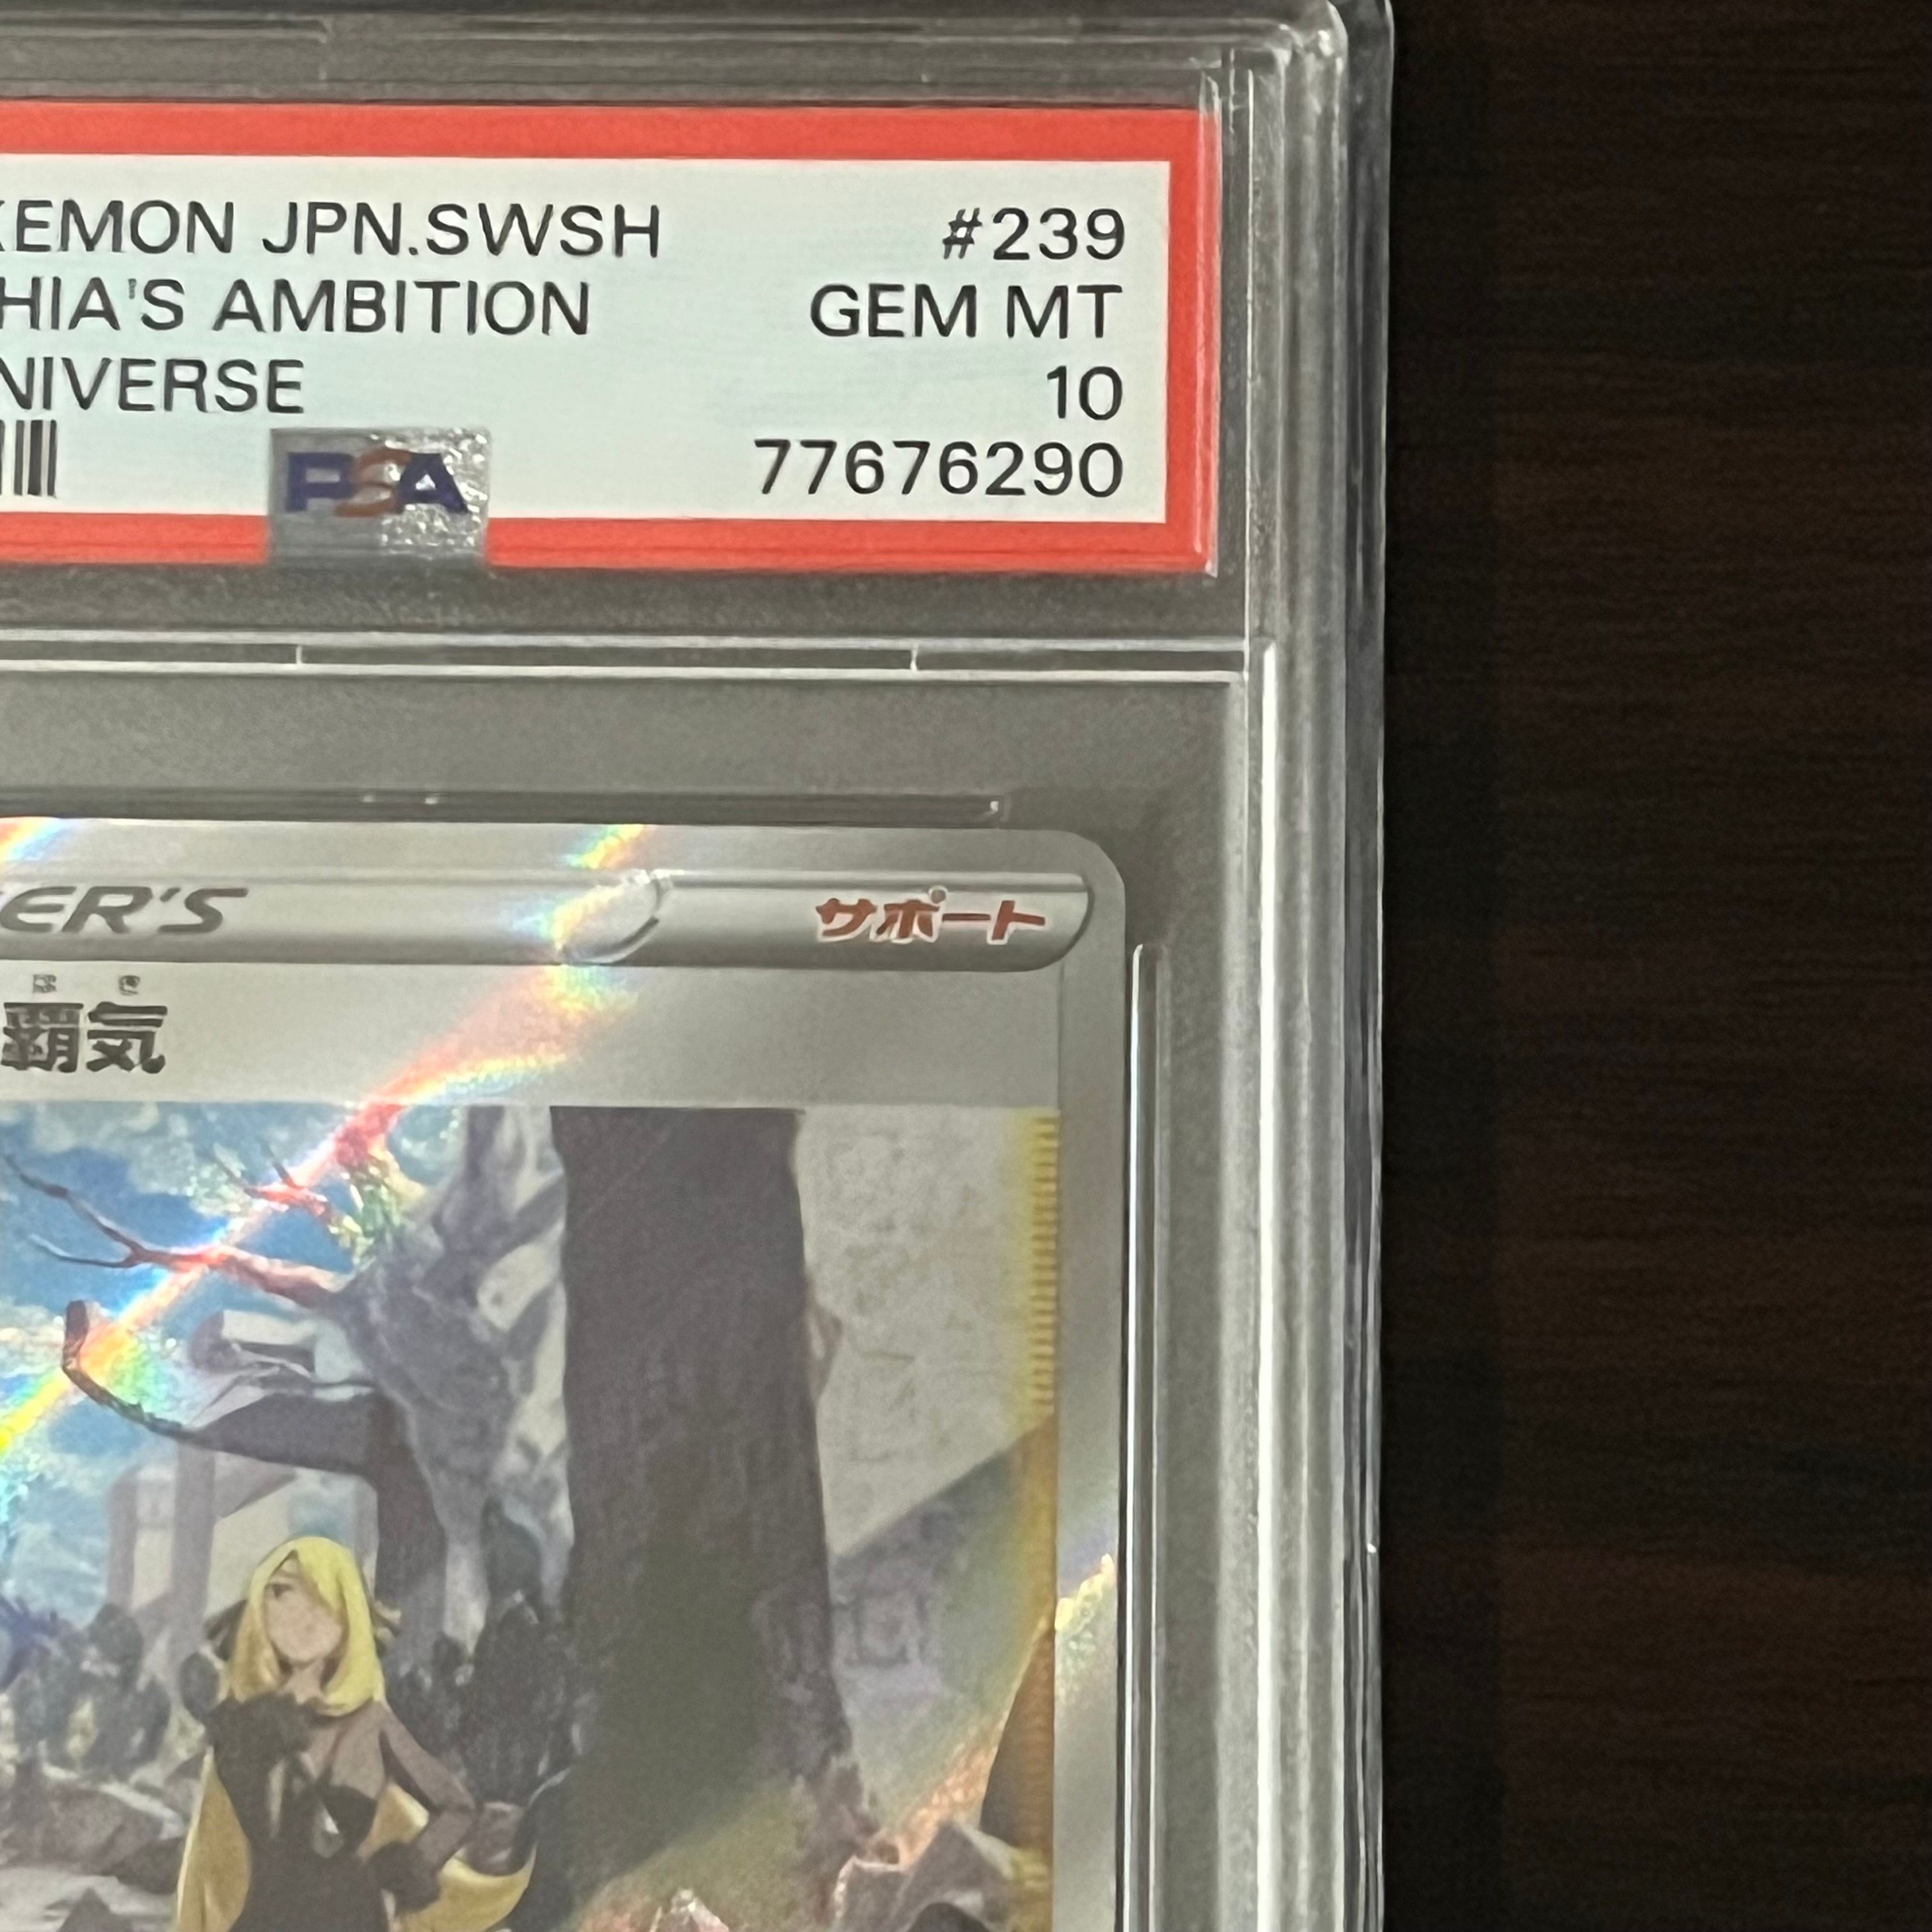 KEMON JPN.SWSH #239
HIA'S AMBITION GEM MT
NIVERSE 10
PSA 77676290
ER'S サポート
覇気